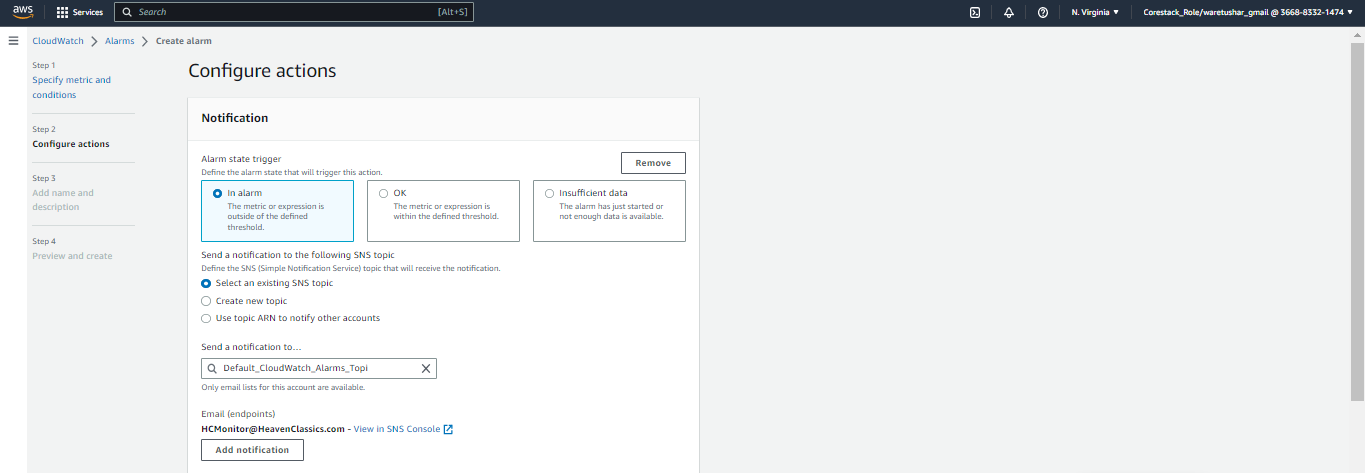 aws Services Search [Alt+S] N. Virginia Corestack_Role/waretushar_gmail @ 3668-8332-1474
CloudWatch > Alarms > Create alarm
Step 1
Specify metric and
conditions
Step 2
Configure actions
Step 3
Add name and
description
Step 4
Preview and create
Configure actions
Notification
Alarm state trigger
Define the alarm state that will trigger this action.
Remove
In alarm
The metric or expression is
outside of the defined
threshold.
OK
The metric or expression is
within the defined threshold.
Insufficient data
The alarm has just started or
not enough data is available.
Send a notification to the following SNS topic
Define the SNS (Simple Notification Service) topic that will receive the notification.
Select an existing SNS topic
Create new topic
Use topic ARN to notify other accounts
Send a notification to...
Default_CloudWatch_Alarms_Topi
Only email lists for this account are available.
Email (endpoints)
HCMonitor@HeavenClassics.com - View in SNS Console
Add notification